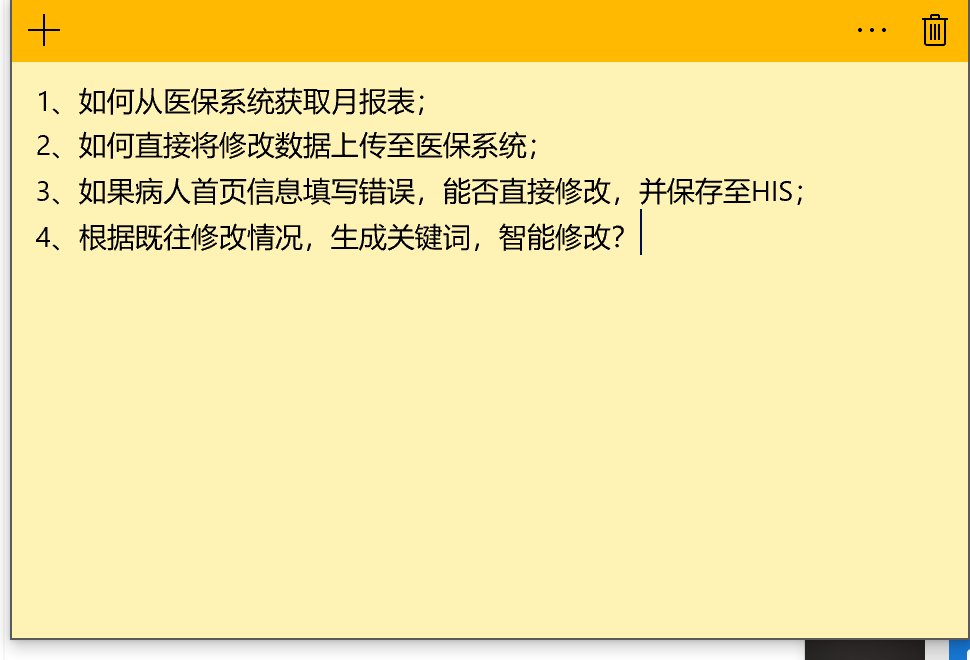 1、如何从医保系统获取月报表；
2、如何直接将修改数据上传至医保系统；
3、如果病人首页信息填写错误，能否直接修改，并保存至HIS；
4、根据既往修改情况，生成关键词，智能修改？